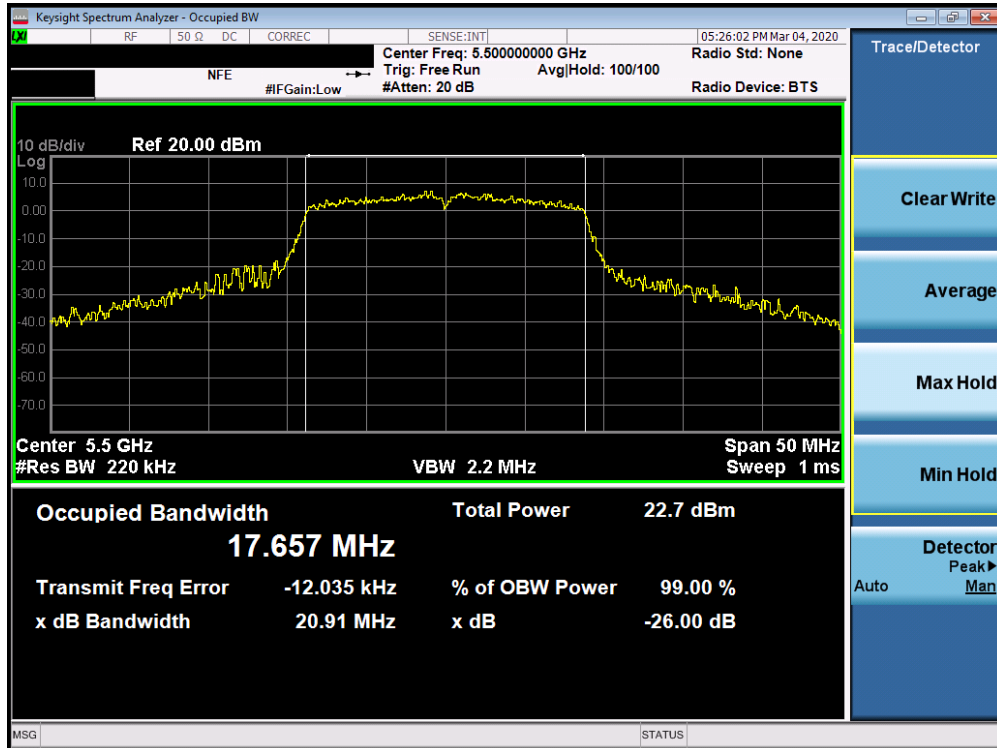 Keysight Spectrum Analyzer - Occupied BW
LXI RF 50 Ω DC CORREC SENSE:INT 05:26:02 PM Mar 04, 2020
Center Freq: 5.500000000 GHz Radio Std: None
NFE Trig: Free Run Avg|Hold: 100/100
#IFGain:Low #Atten: 20 dB Radio Device: BTS
Trace/Detector
10 dB/div Ref 20.00 dBm
Log
10.0
0.00
-10.0
-20.0
-30.0
-40.0
-50.0
-60.0
-70.0
Center 5.5 GHz Span 50 MHz
#Res BW 220 kHz VBW 2.2 MHz Sweep 1 ms
Occupied Bandwidth Total Power 22.7 dBm
17.657 MHz
Transmit Freq Error -12.035 kHz % of OBW Power 99.00 %
x dB Bandwidth 20.91 MHz x dB -26.00 dB
Clear Write
Average
Max Hold
Min Hold
Detector
Peak▶
Auto Man
MSG STATUS